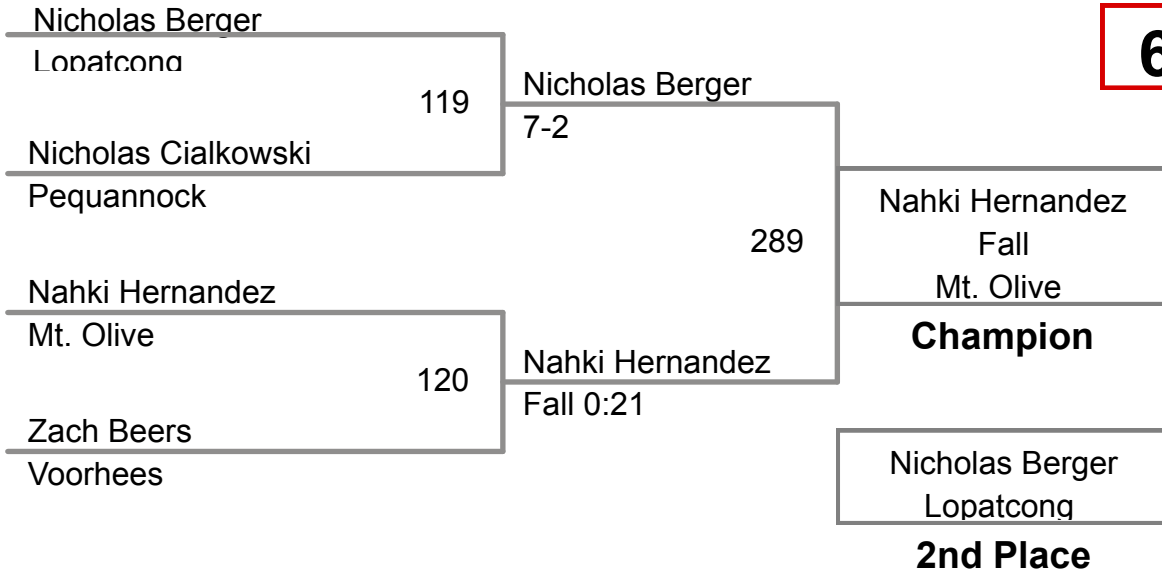 Nicholas Berger
Lopatcong
119
Nicholas Cialkowski
Pequannock
Nahki Hernandez
Mt. Olive
120
Zach Beers
Voorhees
Nicholas Berger
7-2
289
Nahki Hernandez
Fall 0:21
6
Nahki Hernandez
Fall
Mt. Olive
Champion
Nicholas Berger
Lopatcong
2nd Place